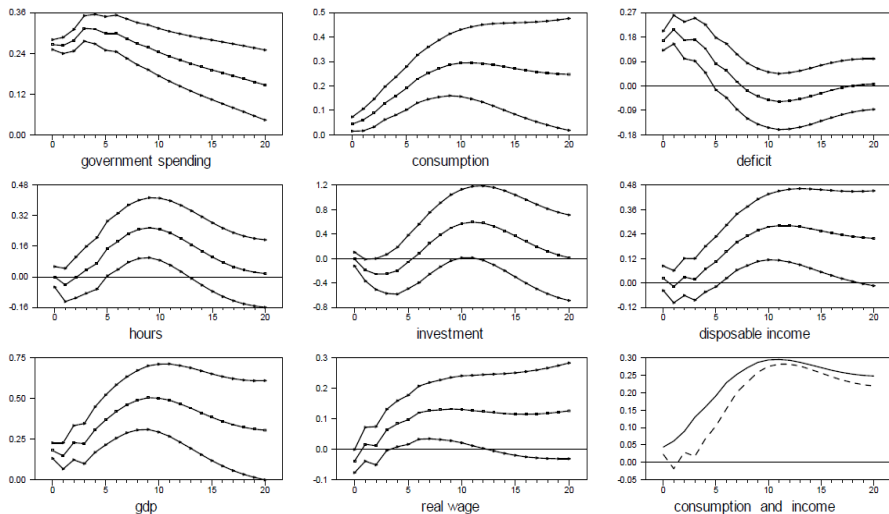 0.36
0.24
0.12
0.00
0 5 10 15 20
government spending
0.5
0.4
0.3
0.2
0.1
0.0
0 5 10 15 20
consumption
0.27
0.18
0.09
0.00
-0.09
-0.18
0 5 10 15 20
deficit
0.48
0.32
0.16
0.00
-0.16
0 5 10 15 20
hours
1.2
0.8
0.4
0.0
-0.4
-0.8
0 5 10 15 20
investment
0.48
0.36
0.24
0.12
0.00
-0.12
0 5 10 15 20
disposable income
0.75
0.50
0.25
0.00
0 5 10 15 20
gdp
0.3
0.2
0.1
0.0
-0.1
0 5 10 15 20
real wage
0.30
0.25
0.20
0.15
0.10
0.05
0.00
-0.05
0 5 10 15 20
consumption and income